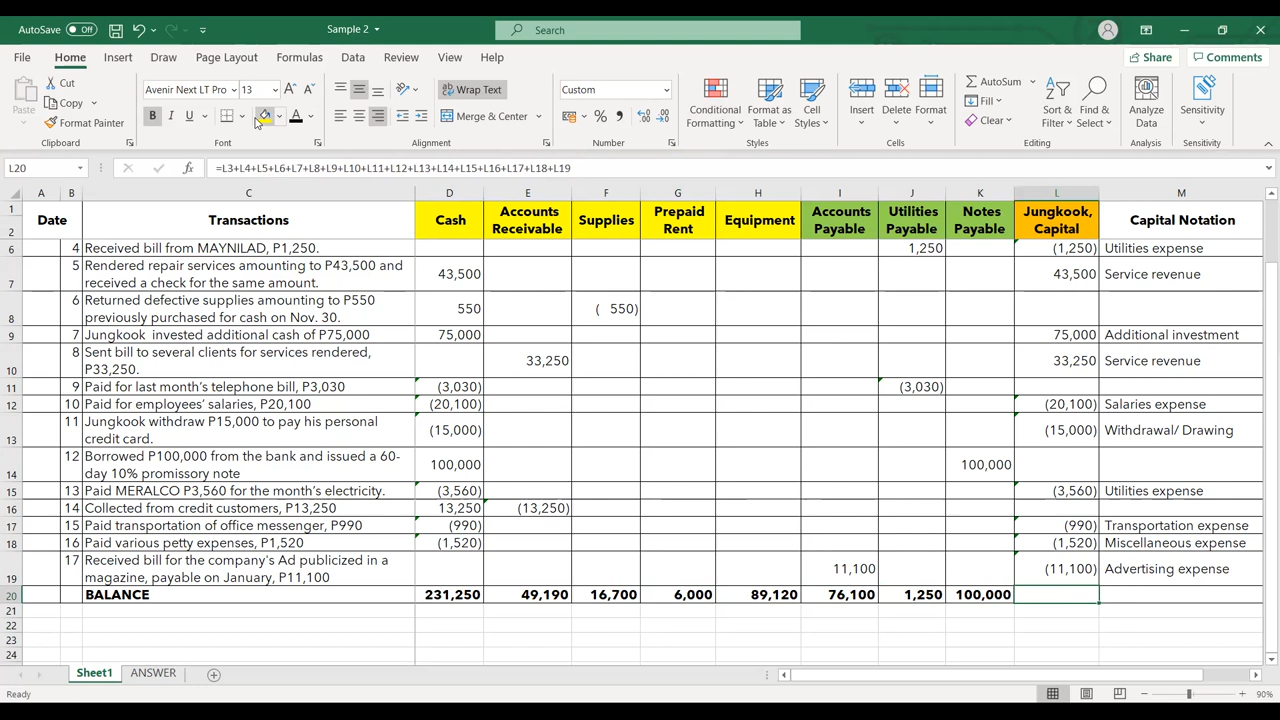 AutoSave Off Sample 2 Search
File Home Insert Draw Page Layout Formulas Data Review View Help Share Comments
Paste Cut Copy Format Painter Clipboard
Avenir Next LT Pro 13 B I U Font
Wrap Text Merge & Center Alignment
Custom $ % Number
Conditional Formatting Format as Table Cell Styles Styles
Insert Delete Format Cells
AutoSum Fill Clear Sort & Filter Find & Select Editing
Analyze Data Analysis
Sensitivity Sensitivity
L20 fx =L3+L4+L5+L6+L7+L8+L9+L10+L11+L12+L13+L14+L15+L16+L17+L18+L19
A B C D E F G H I J K L M
1 2 Date Transactions Cash Accounts Receivable Supplies Prepaid Rent Equipment Accounts Payable Utilities Payable Notes Payable Jungkook, Capital Capital Notation
6 4 Received bill from MAYNILAD, P1,250. 1,250 (1,250) Utilities expense
7 5 Rendered repair services amounting to P43,500 and received a check for the same amount. 43,500 43,500 Service revenue
8 6 Returned defective supplies amounting to P550 previously purchased for cash on Nov. 30. 550 ( 550)
9 7 Jungkook invested additional cash of P75,000 75,000 75,000 Additional investment
10 8 Sent bill to several clients for services rendered, P33,250. 33,250 33,250 Service revenue
11 9 Paid for last month's telephone bill, P3,030 (3,030) (3,030)
12 10 Paid for employees' salaries, P20,100 (20,100) (20,100) Salaries expense
13 11 Jungkook withdraw P15,000 to pay his personal credit card. (15,000) (15,000) Withdrawal/ Drawing
14 12 Borrowed P100,000 from the bank and issued a 60-day 10% promissory note 100,000 100,000
15 13 Paid MERALCO P3,560 for the month's electricity. (3,560) (3,560) Utilities expense
16 14 Collected from credit customers, P13,250 13,250 (13,250)
17 15 Paid transportation of office messenger, P990 (990) (990) Transportation expense
18 16 Paid various petty expenses, P1,520 (1,520) (1,520) Miscellaneous expense
19 17 Received bill for the company's Ad publicized in a magazine, payable on January, P11,100 11,100 (11,100) Advertising expense
20 BALANCE 231,250 49,190 16,700 6,000 89,120 76,100 1,250 100,000
21
22
23
24
Sheet1 ANSWER
Ready 90%